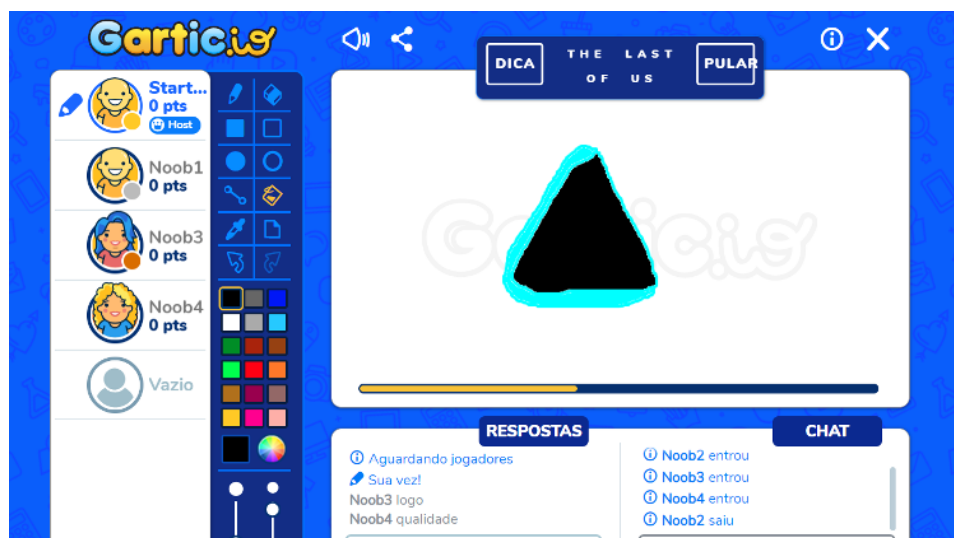 Gartic.io
DICA
THE LAST
OF US
PULAR
Start...
0 pts
Host
Noob1
0 pts
Noob3
0 pts
Noob4
0 pts
Vazio
Gartic.io
RESPOSTAS
Aguardando jogadores
Sua vez!
Noob3 logo
Noob4 qualidade
CHAT
Noob2 entrou
Noob3 entrou
Noob4 entrou
Noob2 saiu